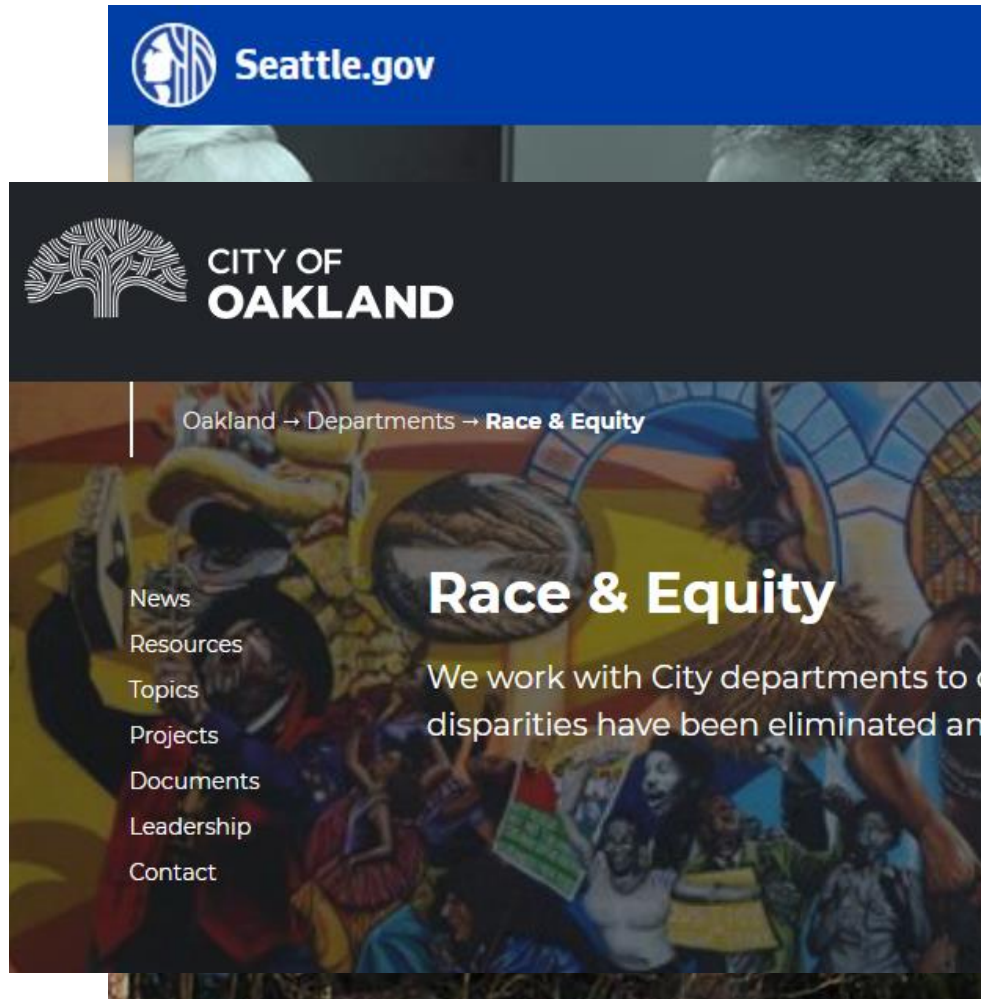 Seattle.gov
CITY OF
OAKLAND
Oakland → Departments → Race & Equity
News
Resources
Topics
Projects
Documents
Leadership
Contact
Race & Equity
We work with City departments to
disparities have been eliminated